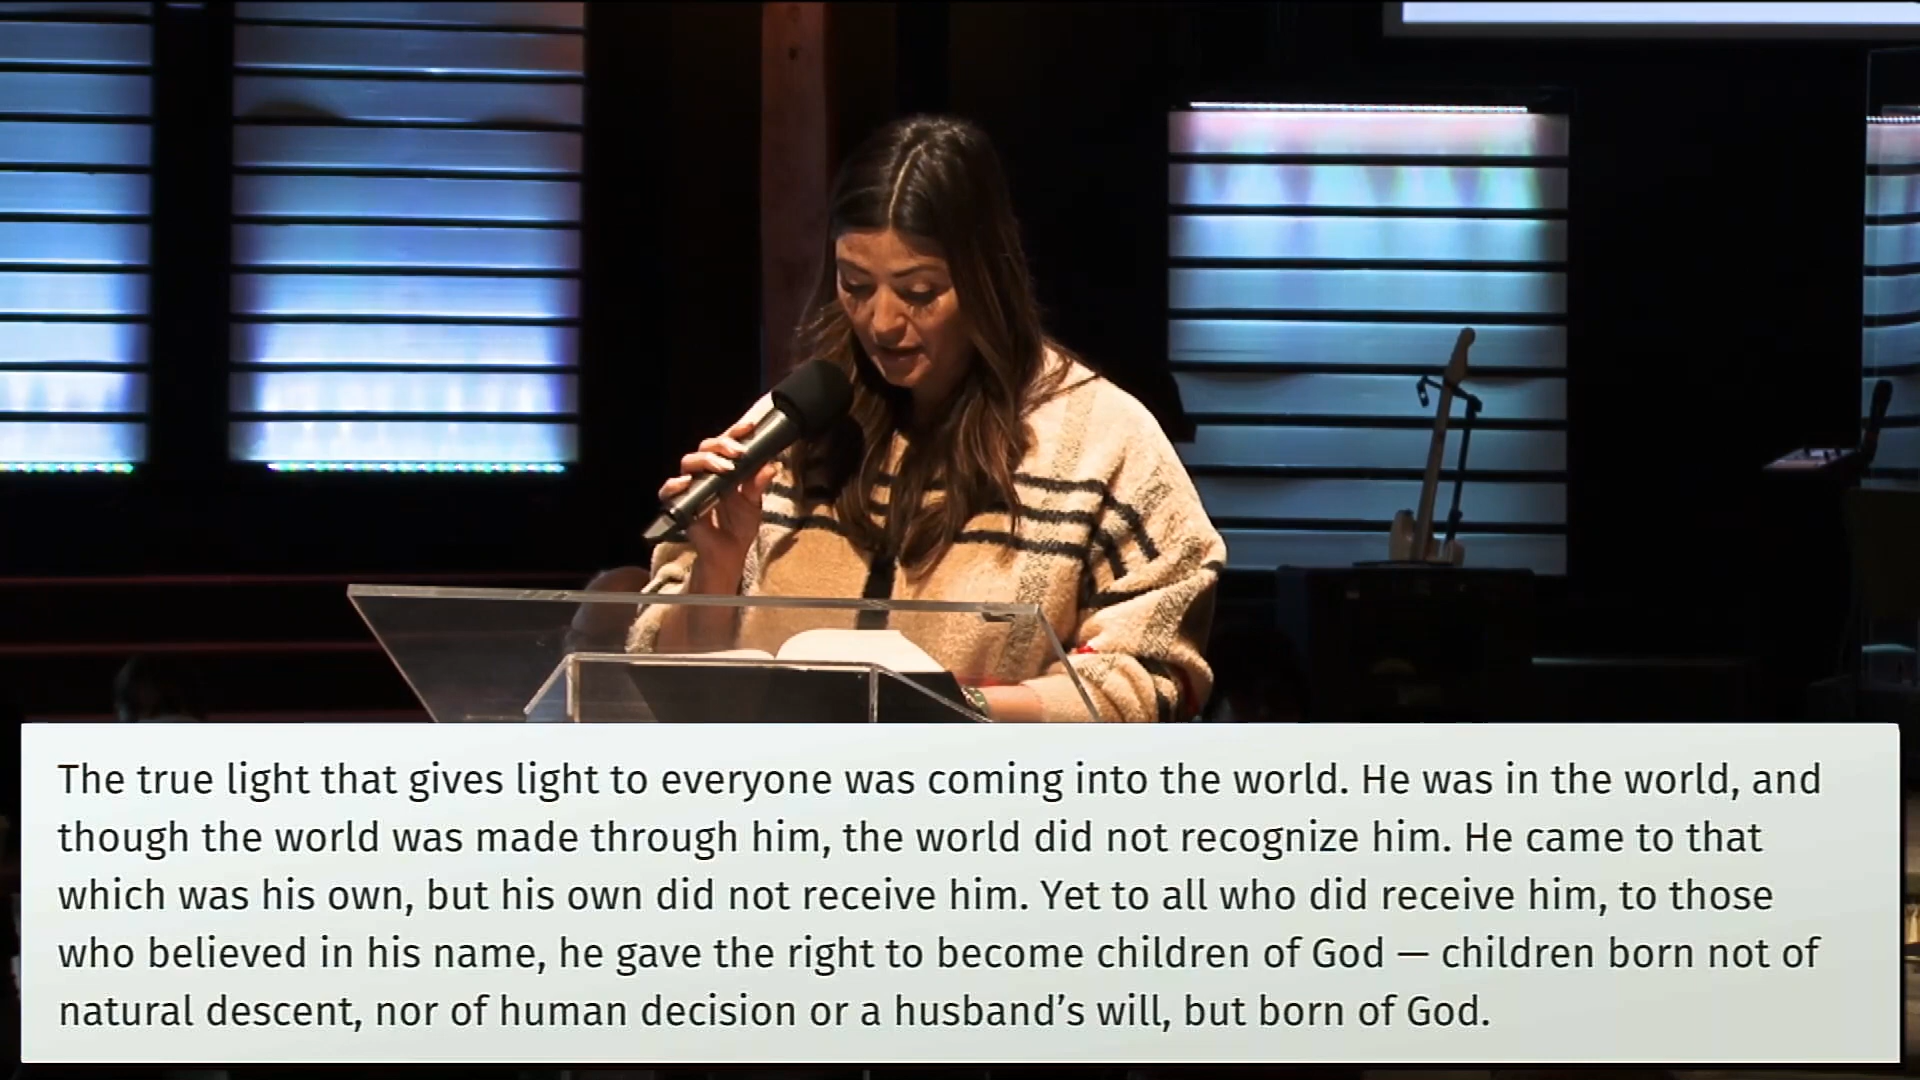 The true light that gives light to everyone was coming into the world. He was in the world, and
though the world was made through him, the world did not recognize him. He came to that
which was his own, but his own did not receive him. Yet to all who did receive him, to those
who believed in his name, he gave the right to become children of God — children born not of
natural descent, nor of human decision or a husband’s will, but born of God.